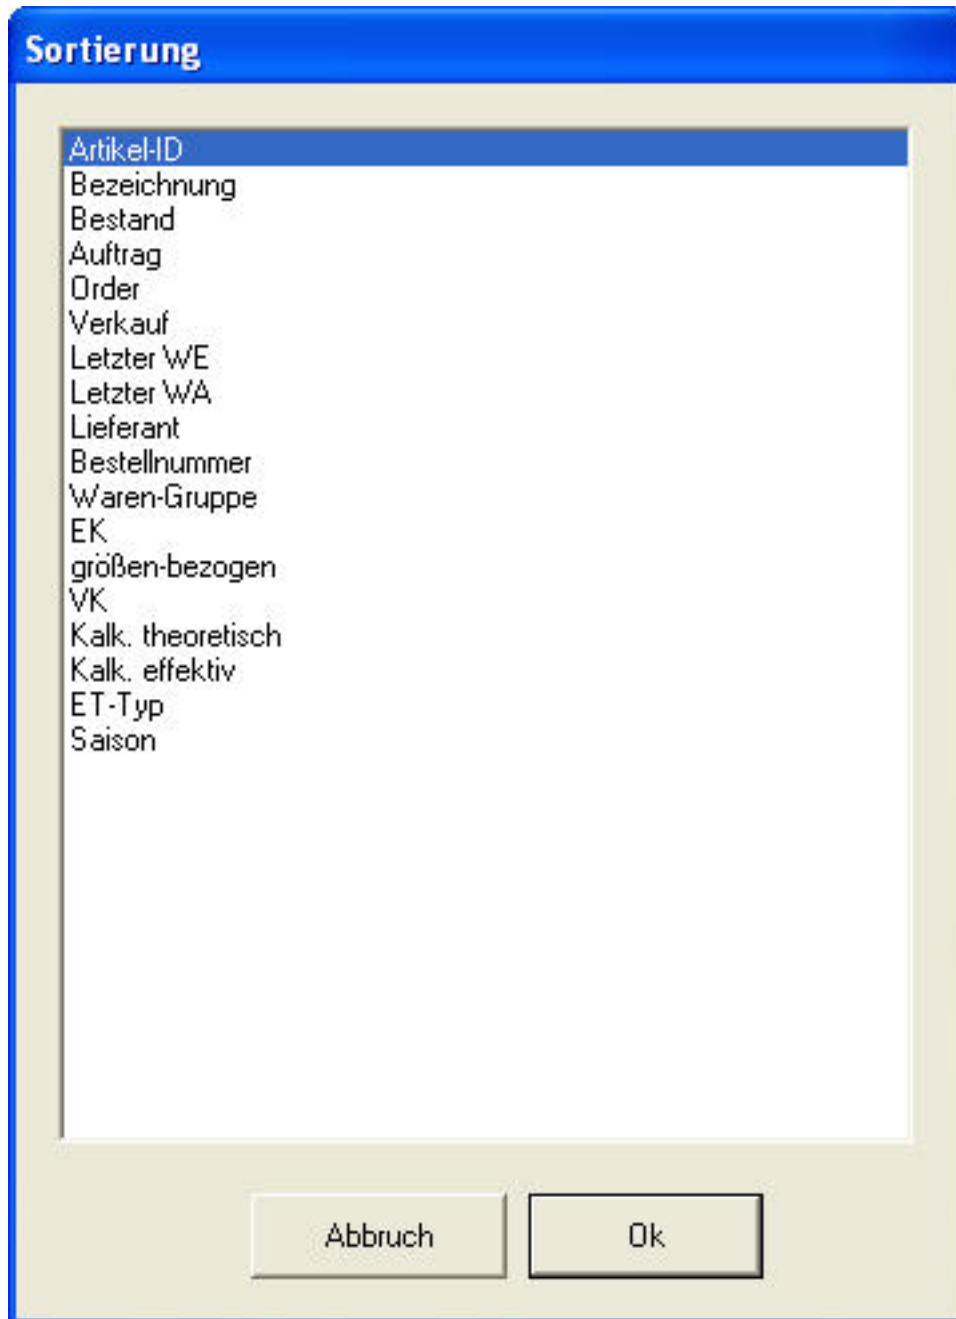 Sortierung
Artikel-ID
Bezeichnung
Bestand
Auftrag
Order
Verkauf
Letzter WE
Letzter WA
Lieferant
Bestellnummer
Waren-Gruppe
EK
größen-bezogen
VK
Kalk. theoretisch
Kalk. effektiv
ET-Typ
Saison
Abbruch
Ok